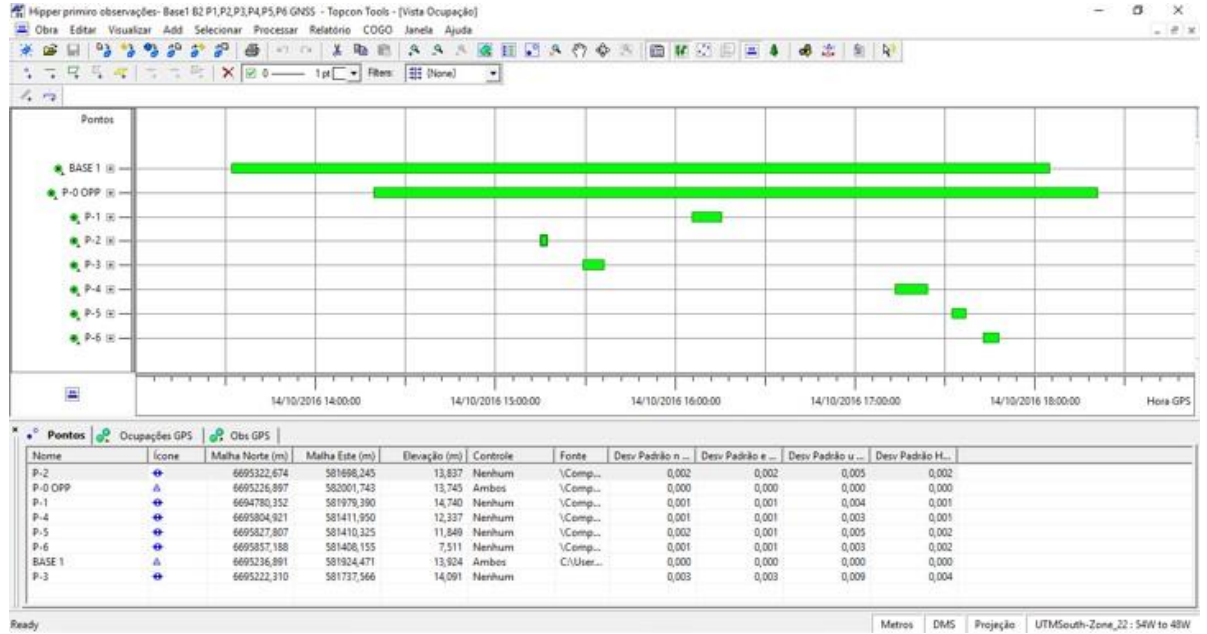 Hipper primiro observações- Base1 B2 P1,P2,P3,P4,P5,P6 GNSS - Topcon Tools - [Vista Ocupação]
Obra Editar Visualizar Add Selecionar Processar Relatório COGO Janela Ajuda
0 1 pt Filters: (None)
Pontos
BASE 1
P-0 OPP
P-1
P-2
P-3
P-4
P-5
P-6
14/10/2016 14:00:00 14/10/2016 15:00:00 14/10/2016 16:00:00 14/10/2016 17:00:00 14/10/2016 18:00:00 Hora GPS
Pontos Ocupações GPS Obs GPS
Nome Ícone Malha Norte (m) Malha Este (m) Elevação (m) Controle Fonte Desv Padrão n ... Desv Padrão e ... Desv Padrão u ... Desv Padrão H...
P-2 6695322,674 581698,245 13,837 Nenhum \Comp... 0,002 0,002 0,005 0,002
P-0 OPP 6695226,897 582001,743 13,745 Ambos \Comp... 0,000 0,000 0,000 0,000
P-1 6694780,352 581979,390 14,740 Nenhum \Comp... 0,001 0,001 0,004 0,001
P-4 6695804,921 581411,950 12,337 Nenhum \Comp... 0,001 0,001 0,003 0,001
P-5 6695827,807 581410,325 11,849 Nenhum \Comp... 0,002 0,001 0,005 0,002
P-6 6695857,188 581408,155 7,511 Nenhum \Comp... 0,001 0,001 0,003 0,002
BASE 1 6695236,891 581924,471 13,924 Ambos C:\User... 0,000 0,000 0,000 0,000
P-3 6695222,310 581737,566 14,091 Nenhum 0,003 0,003 0,009 0,004
Ready Metros DMS Projeção UTMSouth-Zone_22 : 54W to 48W